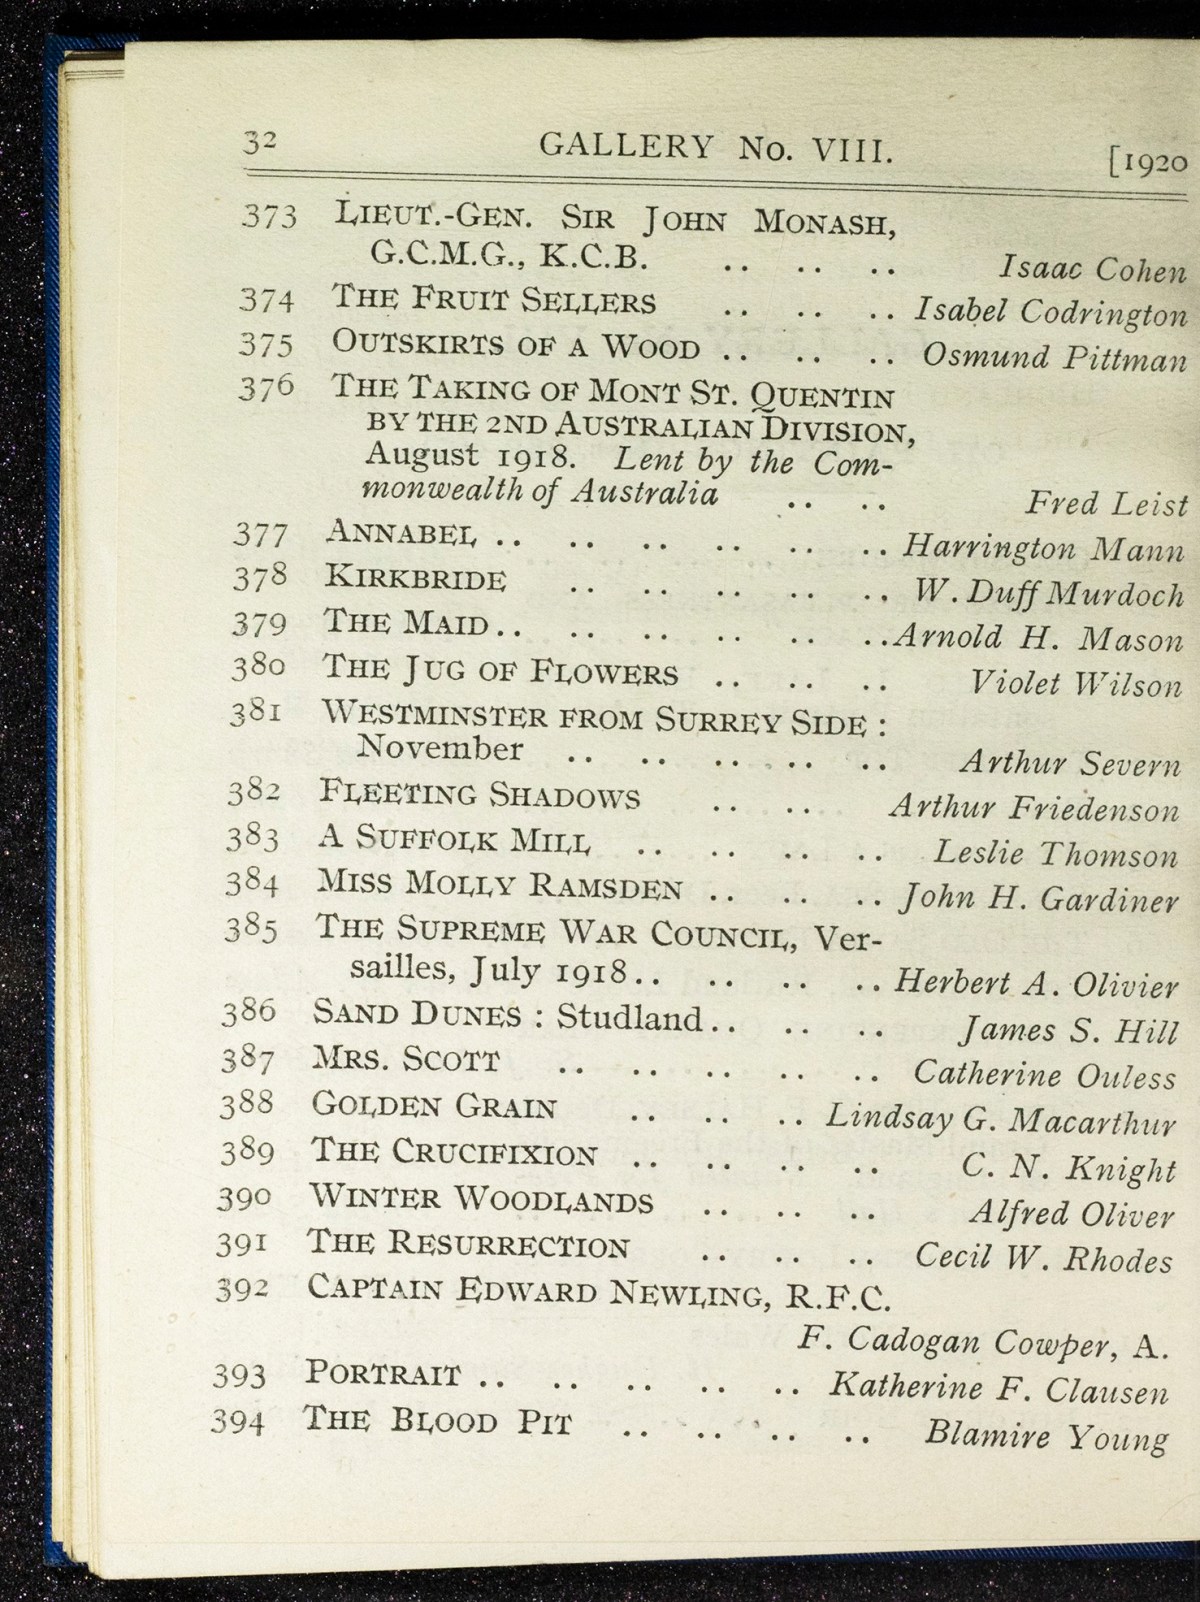 32 GALLERY No. VIII. [1920
373 LIEUT.-GEN. SIR JOHN MONASH,
G.C.M.G., K.C.B. .. .. .. Isaac Cohen
374 THE FRUIT SELLERS .. .. .. Isabel Codrington
375 OUTSKIRTS OF A WOOD .. .. .. Osmund Pittman
376 THE TAKING OF MONT ST. QUENTIN
BY THE 2ND AUSTRALIAN DIVISION,
August 1918. Lent by the Com-
monwealth of Australia .. .. Fred Leist
377 ANNABEL .. .. .. .. .. .. Harrington Mann
378 KIRKBRIDE .. .. .. .. .. W. Duff Murdoch
379 THE MAID .. .. .. .. .. .. Arnold H. Mason
380 THE JUG OF FLOWERS .. .. .. Violet Wilson
381 WESTMINSTER FROM SURREY SIDE :
November .. .. .. .. .. Arthur Severn
382 FLEETING SHADOWS .. .. Arthur Friedenson
383 A SUFFOLK MILL .. .. .. .. Leslie Thomson
384 MISS MOLLY RAMSDEN .. .. .. John H. Gardiner
385 THE SUPREME WAR COUNCIL, Ver-
sailles, July 1918 .. .. .. .. Herbert A. Olivier
386 SAND DUNES : Studland .. .. .. James S. Hill
387 MRS. SCOTT .. .. .. .. .. Catherine Ouless
388 GOLDEN GRAIN .. .. .. Lindsay G. Macarthur
389 THE CRUCIFIXION .. .. .. .. C. N. Knight
390 WINTER WOODLANDS .. .. .. Alfred Oliver
391 THE RESURRECTION .. .. .. Cecil W. Rhodes
392 CAPTAIN EDWARD NEWLING, R.F.C.
F. Cadogan Cowper, A.
393 PORTRAIT .. .. .. .. .. Katherine F. Clausen
394 THE BLOOD PIT .. .. .. .. Blamire Young